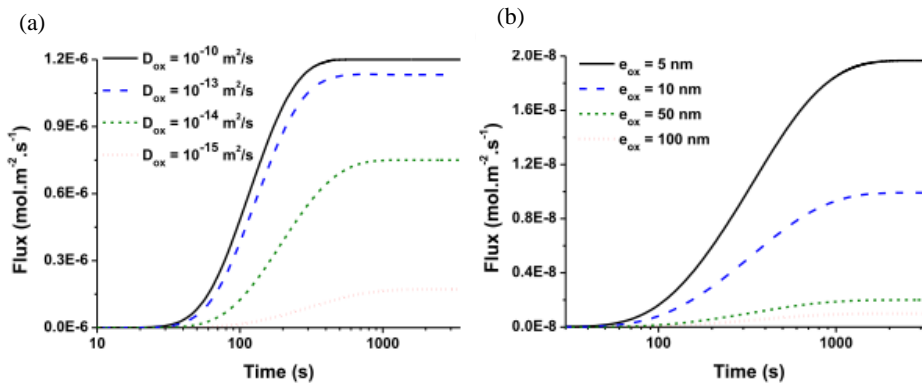 (a)
D_ox = 10^-10 m^2/s
D_ox = 10^-13 m^2/s
D_ox = 10^-14 m^2/s
D_ox = 10^-15 m^2/s
1.2E-6
0.9E-6
0.6E-6
0.3E-6
0.0E-6
Flux (mol.m^-2.s^-1)
10
100
1000
Time (s)
(b)
e_ox = 5 nm
e_ox = 10 nm
e_ox = 50 nm
e_ox = 100 nm
2.0E-8
1.6E-8
1.2E-8
0.8E-8
0.4E-8
0.0E-8
Flux (mol.m^-2.s^-1)
100
1000
Time (s)